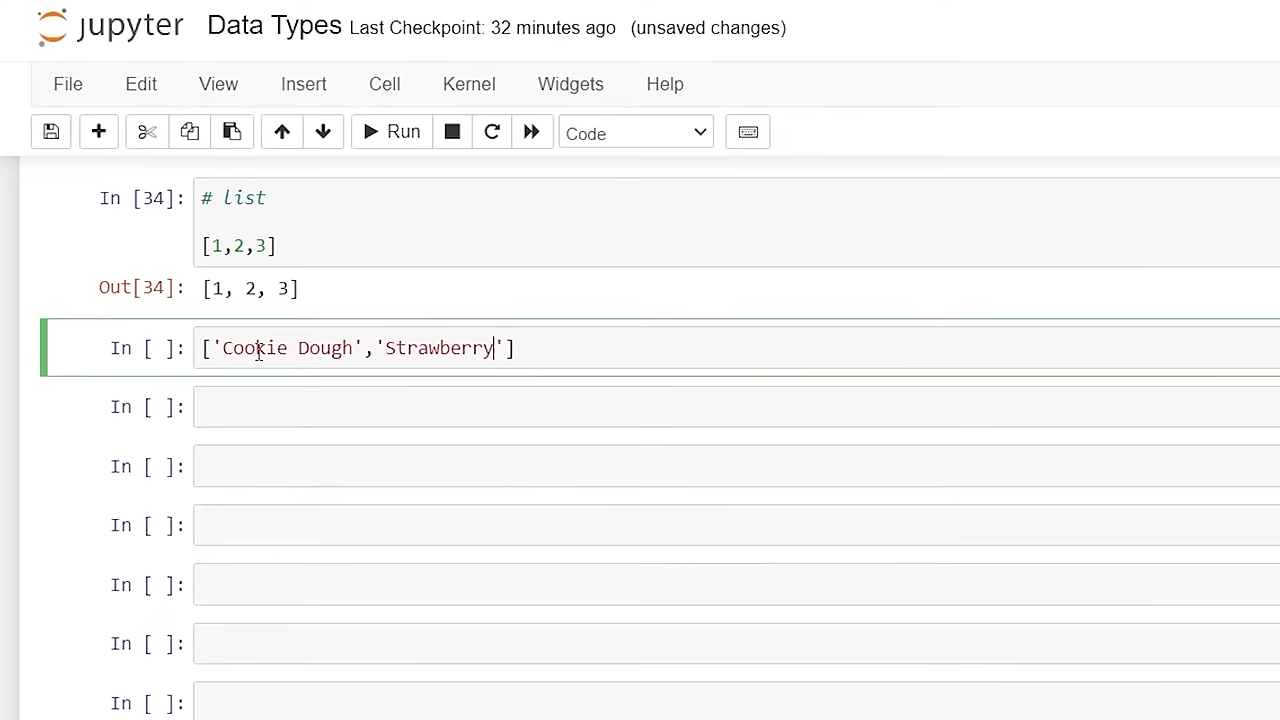 jupyter Data Types Last Checkpoint: 32 minutes ago (unsaved changes)
File Edit View Insert Cell Kernel Widgets Help
Run Code
In [34]: # list
[1,2,3]
Out[34]: [1, 2, 3]
In [ ]: ['Cookie Dough','Strawberry']
In [ ]:
In [ ]:
In [ ]:
In [ ]:
In [ ]:
In [ ]: